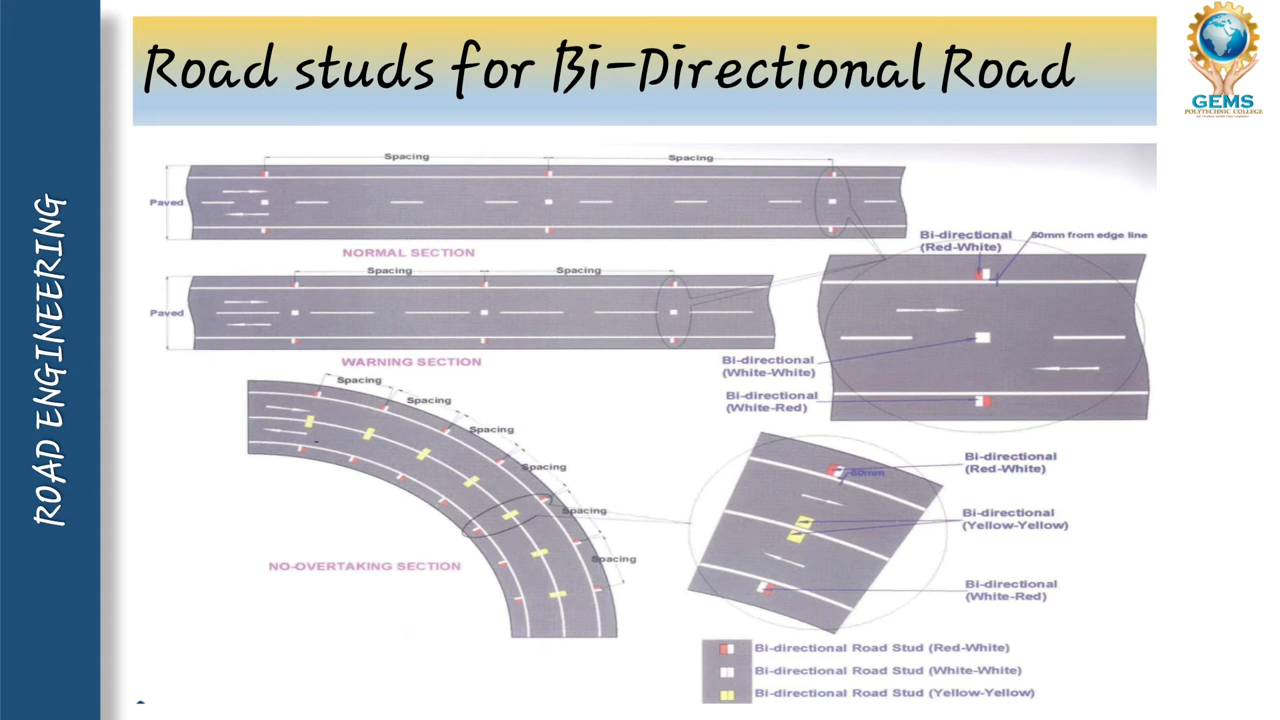 Road studs for Bi-Directional Road
GEMS
POLYTECHNIC COLLEGE
ROAD ENGINEERING
Spacing
Spacing
Paved
NORMAL SECTION
Bi-directional
(Red-White)
50mm from edge line
Spacing
Spacing
Paved
WARNING SECTION
Bi-directional
(White-White)
Bi-directional
(White-Red)
Spacing
Spacing
Spacing
Spacing
Spacing
Spacing
NO-OVERTAKING SECTION
Bi-directional
(Red-White)
50mm
Bi-directional
(Yellow-Yellow)
Bi-directional
(White-Red)
Bi-directional Road Stud (Red-White)
Bi-directional Road Stud (White-White)
Bi-directional Road Stud (Yellow-Yellow)